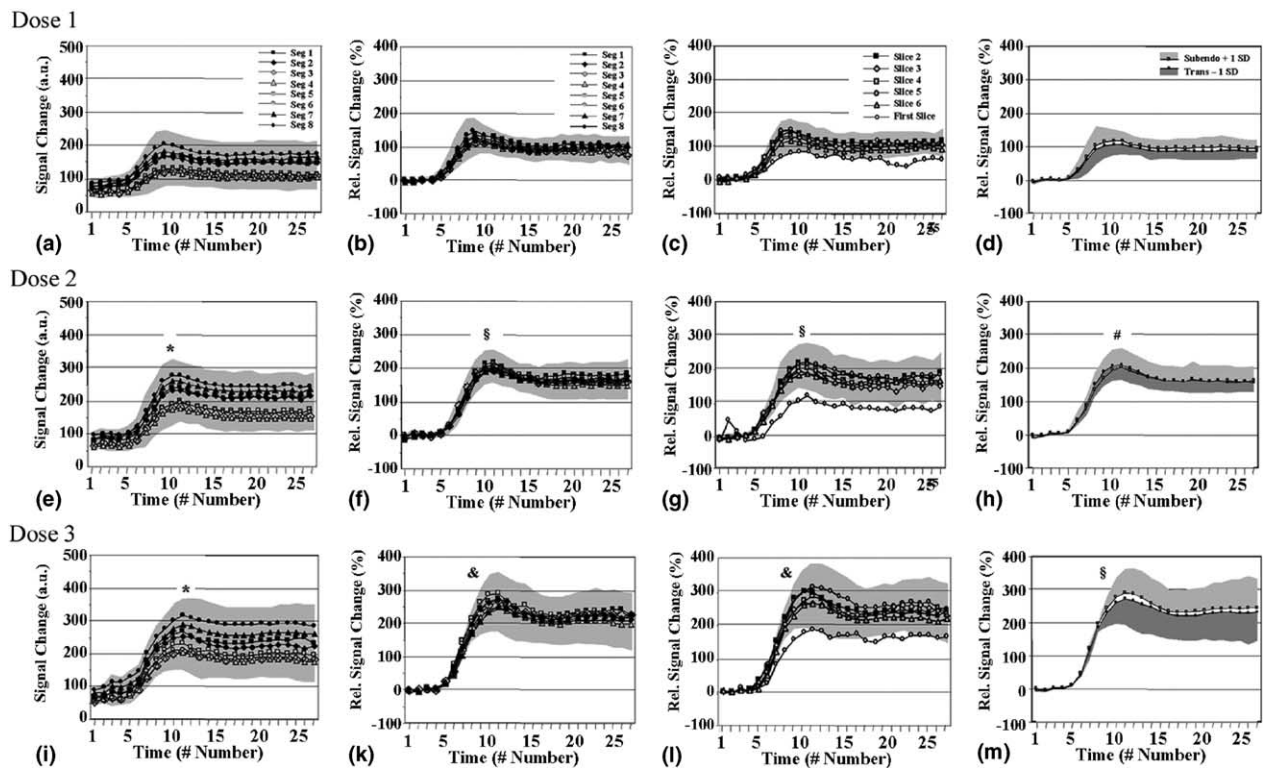 Dose 1
Signal Change (a.u.)
500
400
300
200
100
0
Seg 1
Seg 2
Seg 3
Seg 4
Seg 5
Seg 6
Seg 7
Seg 8
1 5 10 15 20 25
(a) Time (# Number)
Rel. Signal Change (%)
400
300
200
100
0
-100
Seg 1
Seg 2
Seg 3
Seg 4
Seg 5
Seg 6
Seg 7
Seg 8
1 5 10 15 20 25
(b) Time (# Number)
Rel. Signal Change (%)
400
300
200
100
0
-100
Slice 2
Slice 3
Slice 4
Slice 5
Slice 6
First Slice
1 5 10 15 20 25
(c) Time (# Number)
Rel. Signal Change (%)
400
300
200
100
0
-100
Subendo + 1 SD
Trans - 1 SD
1 5 10 15 20 25
(d) Time (# Number)
Dose 2
Signal Change (a.u.)
500
400
300
200
100
0
*
1 5 10 15 20 25
(e) Time (# Number)
Rel. Signal Change (%)
400
300
200
100
0
-100
§
1 5 10 15 20 25
(f) Time (# Number)
Rel. Signal Change (%)
400
300
200
100
0
-100
§
1 5 10 15 20 25
(g) Time (# Number)
Rel. Signal Change (%)
400
300
200
100
0
-100
#
1 5 10 15 20 25
(h) Time (# Number)
Dose 3
Signal Change (a.u.)
500
400
300
200
100
0
*
1 5 10 15 20 25
(i) Time (# Number)
Rel. Signal Change (%)
400
300
200
100
0
-100
&
1 5 10 15 20 25
(k) Time (# Number)
Rel. Signal Change (%)
400
300
200
100
0
-100
&
1 5 10 15 20 25
(l) Time (# Number)
Rel. Signal Change (%)
400
300
200
100
0
-100
§
1 5 10 15 20 25
(m) Time (# Number)